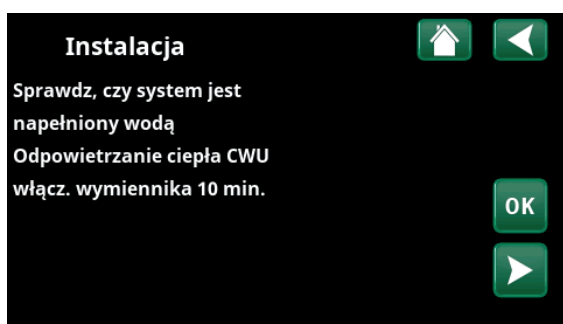 Instalacja
Sprawdz, czy system jest
napełniony wodą
Odpowietrzanie ciepła CWU
włącz. wymiennika 10 min.
OK